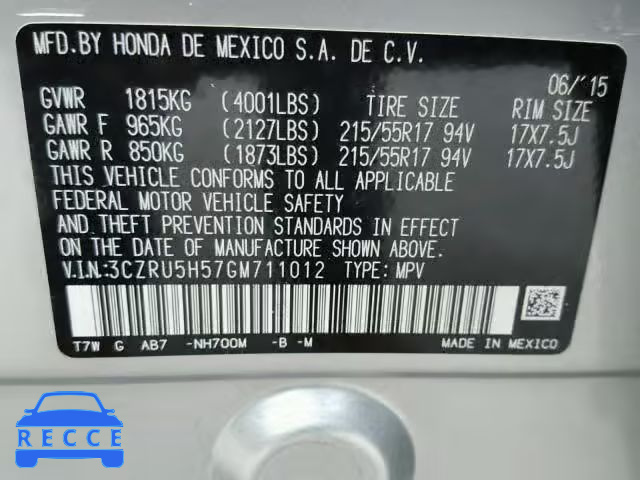 MFD.BY HONDA DE MEXICO S.A. DE C.V.
06/'15
GVWR 1815KG (4001LBS) TIRE SIZE RIM SIZE
GAWR F 965KG (2127LBS) 215/55R17 94V 17X7.5J
GAWR R 850KG (1873LBS) 215/55R17 94V 17X7.5J
THIS VEHICLE CONFORMS TO ALL APPLICABLE
FEDERAL MOTOR VEHICLE SAFETY
AND THEFT PREVENTION STANDARDS IN EFFECT
ON THE DATE OF MANUFACTURE SHOWN ABOVE.
V.I.N.:3CZRU5H57GM711012 TYPE: MPV
T7W G AB7 -NH700M -B -M MADE IN MEXICO
RECCE